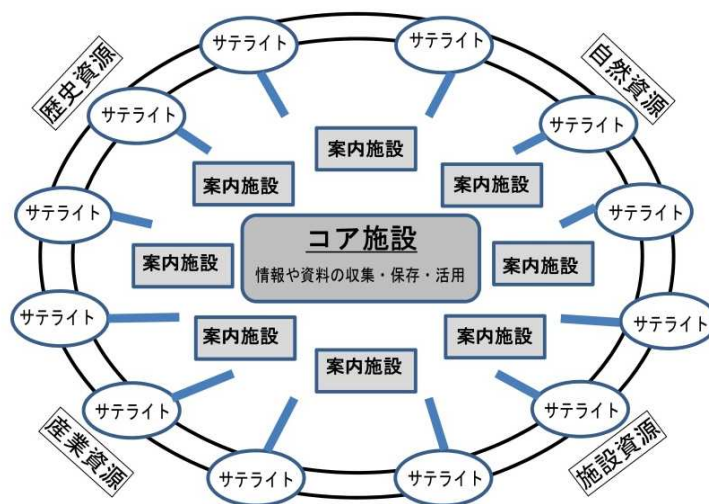 サテライト
サテライト
歴史資源
自然資源
サテライト
サテライト
案内施設
案内施設
案内施設
サテライト
サテライト
コア施設
情報や資料の収集・保存・活用
案内施設
案内施設
サテライト
サテライト
案内施設
案内施設
案内施設
サテライト
サテライト
産業資源
施設資源
サテライト
サテライト